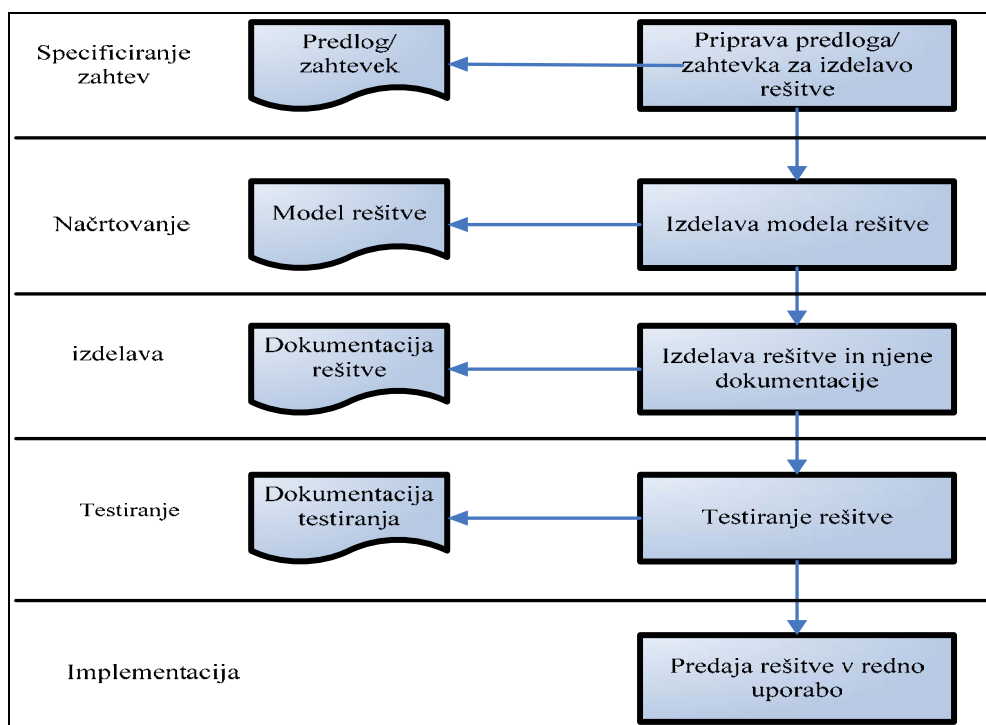 Specificiranje
zahtev
Predlog/
zahtevek
Priprava predloga/
zahtevka za izdelavo
rešitve
Načrtovanje
Model rešitve
Izdelava modela rešitve
izdelava
Dokumentacija
rešitve
Izdelava rešitve in njene
dokumentacije
Testiranje
Dokumentacija
testiranja
Testiranje rešitve
Implementacija
Predaja rešitve v redno
uporabo